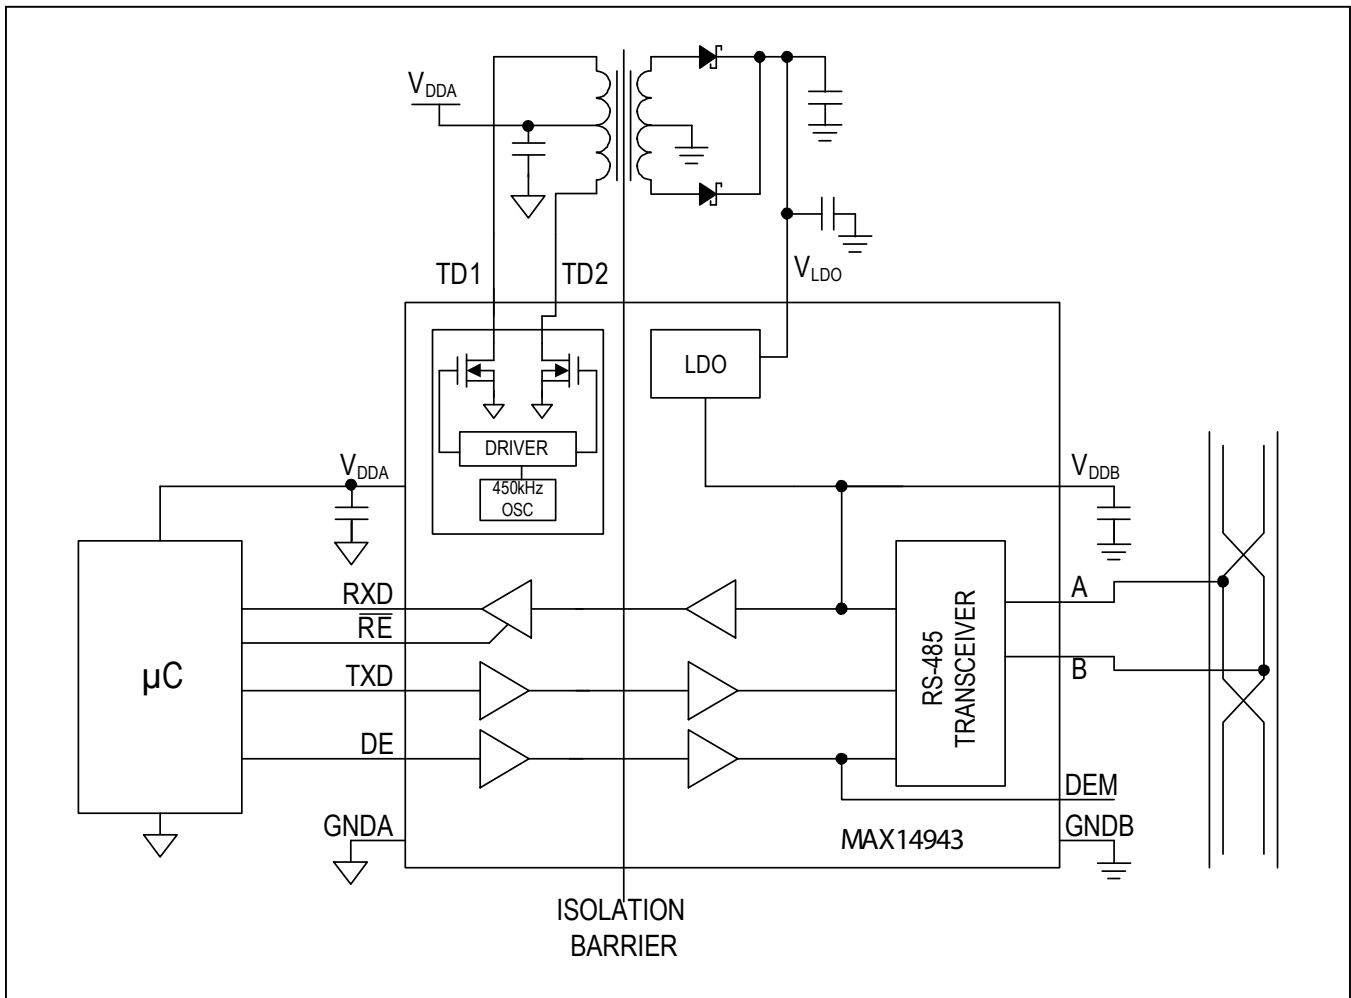 V_DDA
TD1
TD2
V_LDO
LDO
DRIVER
450kHz
OSC
V_DDA
V_DDB
RXD
R̅E̅
TXD
DE
µC
RS-485
TRANSCEIVER
A
B
DEM
GNDA
GNDB
MAX14943
ISOLATION
BARRIER